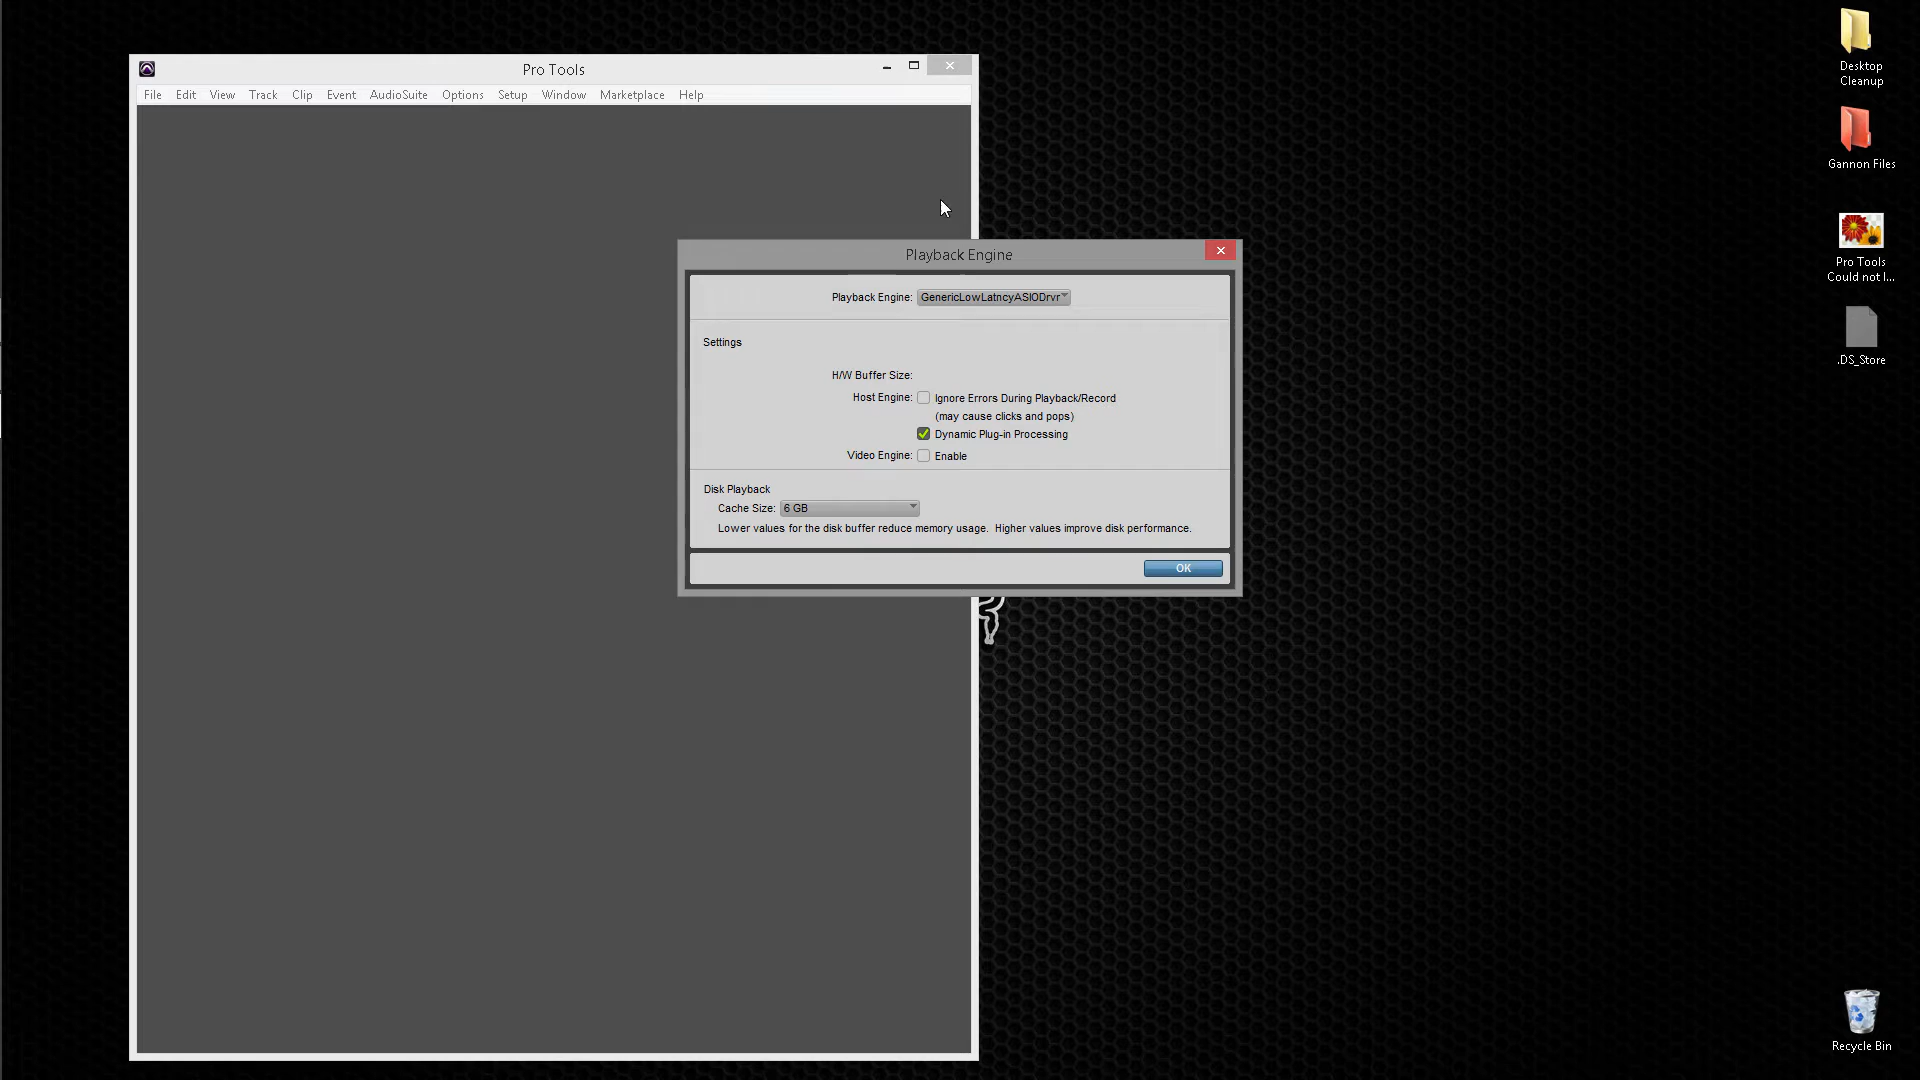 Pro Tools
File Edit View Track Clip Event AudioSuite Options Setup Window Marketplace Help
Playback Engine
Playback Engine: GenericLowLatncyASIODrvr
Settings
H/W Buffer Size:
Host Engine: Ignore Errors During Playback/Record
(may cause clicks and pops)
Dynamic Plug-in Processing
Video Engine: Enable
Disk Playback
Cache Size: 6 GB
Lower values for the disk buffer reduce memory usage. Higher values improve disk performance.
OK
Desktop
Cleanup
Gannon Files
Pro Tools
Could not I...
.DS_Store
Recycle Bin